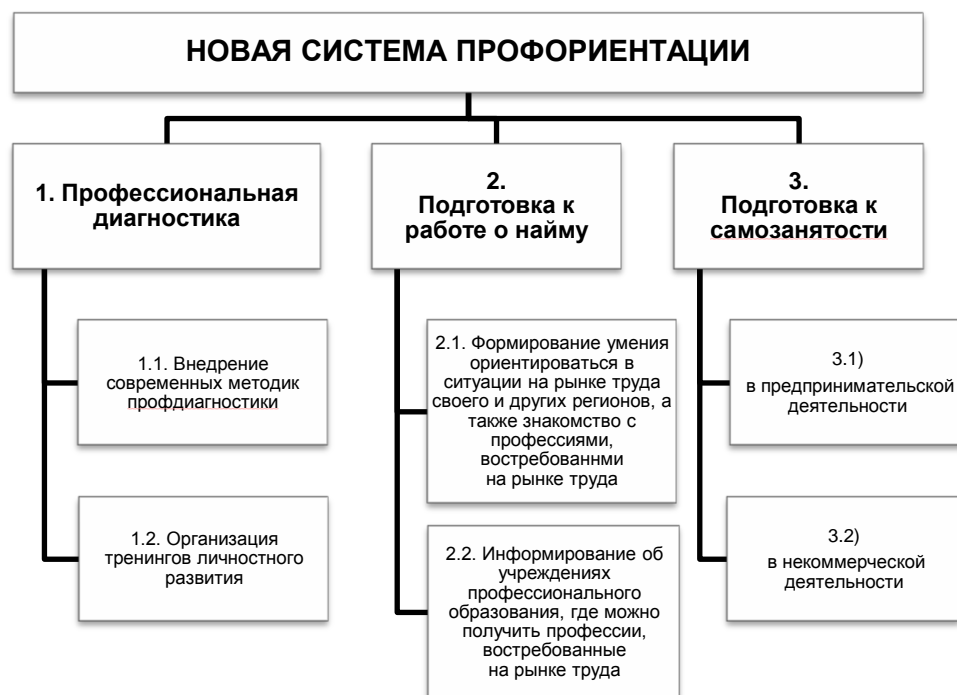 НОВАЯ СИСТЕМА ПРОФОРИЕНТАЦИИ
1. Профессиональная
диагностика
1.1. Внедрение
современных методик
профдиагностики
1.2. Организация
тренингов личностного
развития
2.
Подготовка к
работе о найму
2.1. Формирование умения
ориентироваться в
ситуации на рынке труда
своего и других регионов, а
также знакомство с
профессиями,
востребованнми
на рынке труда
2.2. Информирование об
учреждениях
профессионального
образования, где можно
получить профессии,
востребованные
на рынке труда
3.
Подготовка к
самозанятости
3.1)
в предпринимательской
деятельности
3.2)
в некоммерческой
деятельности